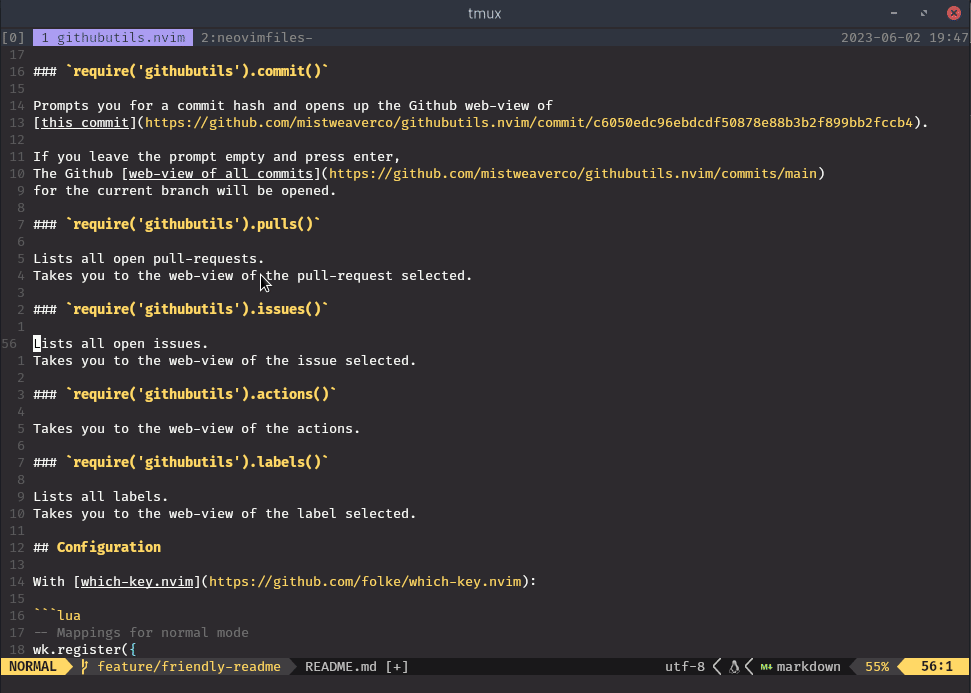 tmux
[0] 1 githubutils.nvim 2:neovimfiles- 2023-06-02 19:47
17
16 ### `require('githubutils').commit()`
15
14 Prompts you for a commit hash and opens up the Github web-view of
13 [this commit](https://github.com/mistweaverco/githubutils.nvim/commit/c6050edc96ebdcdf50878e88b3b2f899bb2fccb4).
12
11 If you leave the prompt empty and press enter,
10 The Github [web-view of all commits](https://github.com/mistweaverco/githubutils.nvim/commits/main)
9 for the current branch will be opened.
8
7 ### `require('githubutils').pulls()`
6
5 Lists all open pull-requests.
4 Takes you to the web-view of the pull-request selected.
3
2 ### `require('githubutils').issues()`
1
56 Lists all open issues.
1 Takes you to the web-view of the issue selected.
2
3 ### `require('githubutils').actions()`
4
5 Takes you to the web-view of the actions.
6
7 ### `require('githubutils').labels()`
8
9 Lists all labels.
10 Takes you to the web-view of the label selected.
11
12 ## Configuration
13
14 With [which-key.nvim](https://github.com/folke/which-key.nvim):
15
16 ```lua
17 -- Mappings for normal mode
18 wk.register({
NORMAL feature/friendly-readme README.md [+] utf-8 M↓ markdown 55% 56:1